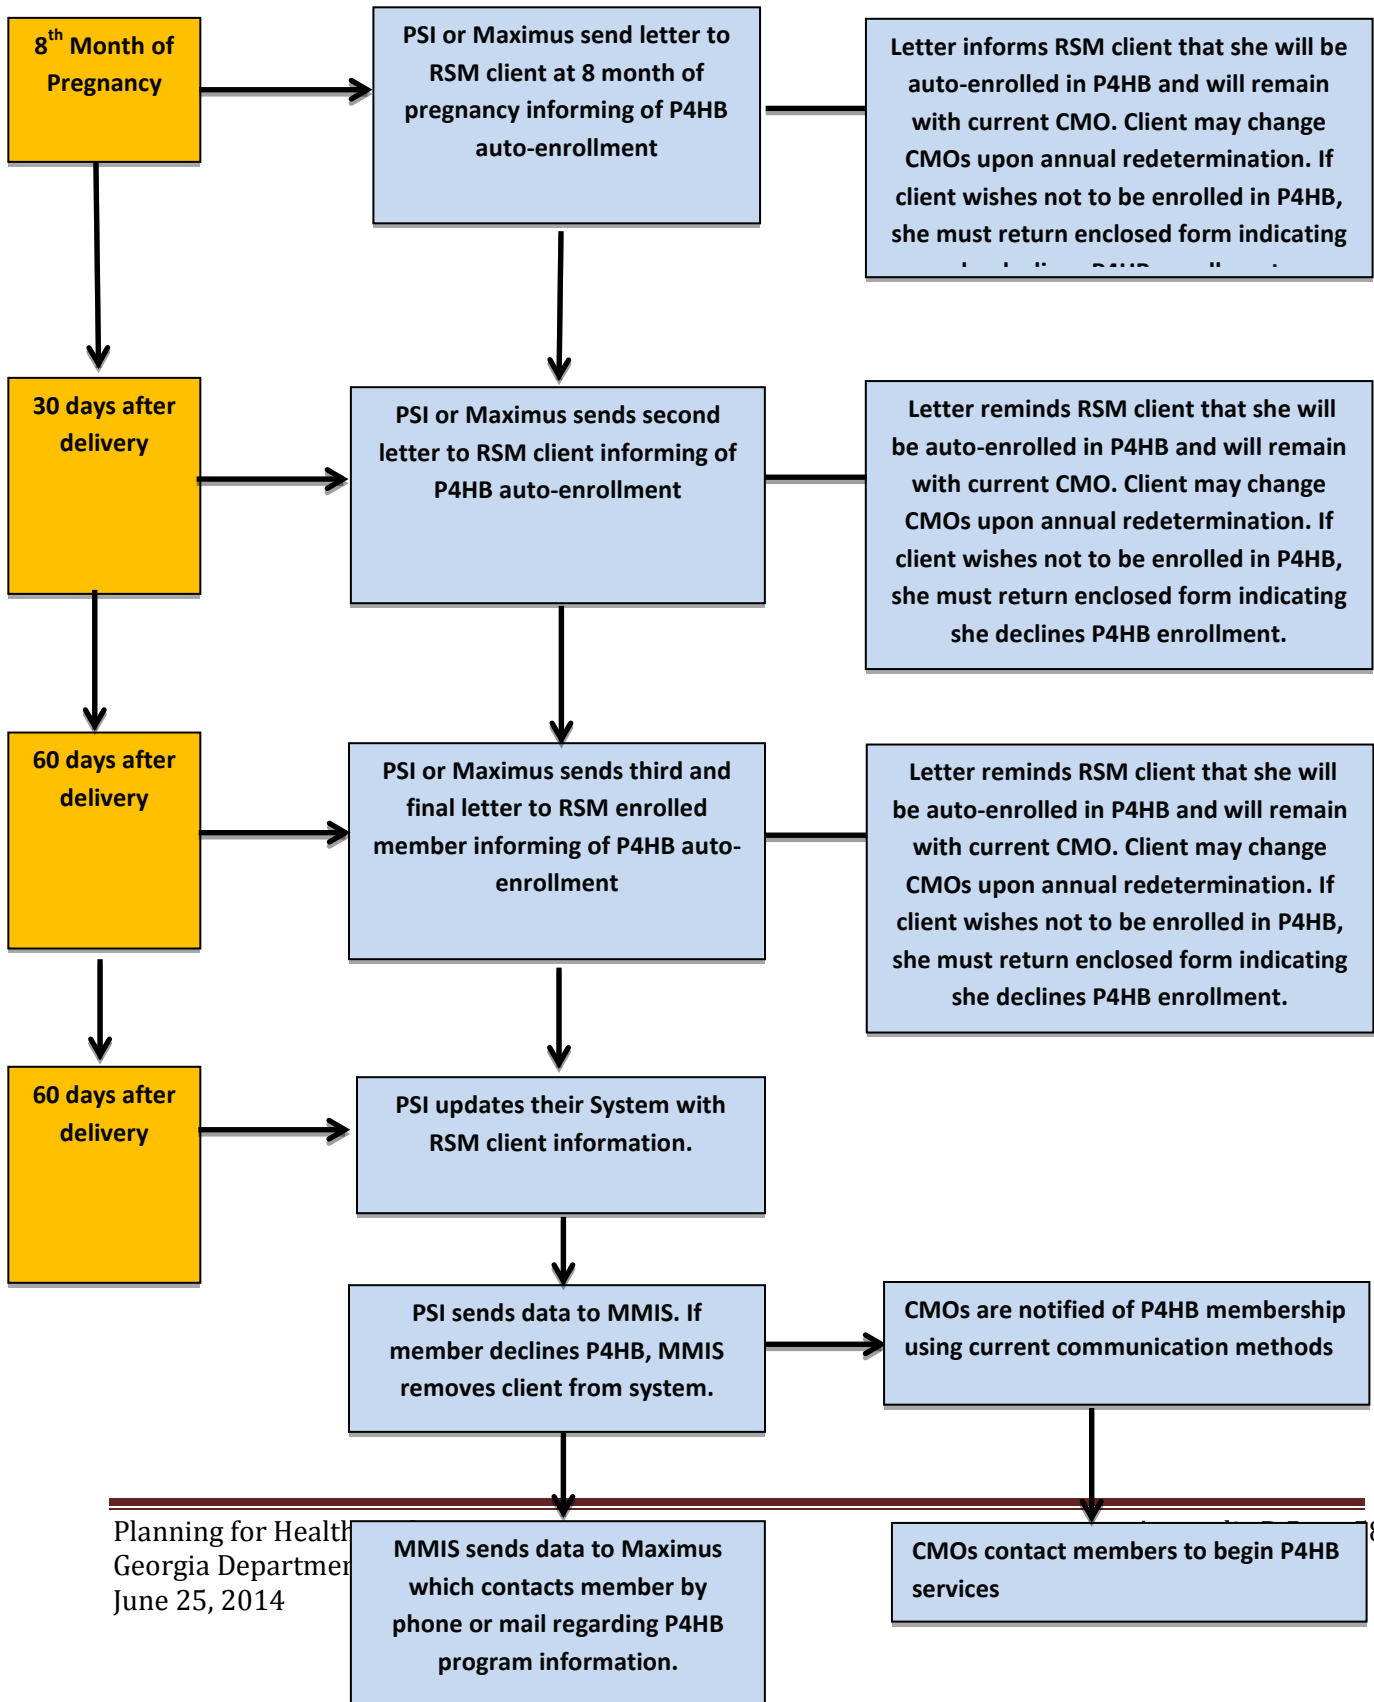 8th Month of
Pregnancy
PSI or Maximus send letter to
RSM client at 8 month of
pregnancy informing of P4HB
auto-enrollment
Letter informs RSM client that she will be
auto-enrolled in P4HB and will remain
with current CMO. Client may change
CMOs upon annual redetermination. If
client wishes not to be enrolled in P4HB,
she must return enclosed form indicating
30 days after
delivery
PSI or Maximus sends second
letter to RSM client informing of
P4HB auto-enrollment
Letter reminds RSM client that she will
be auto-enrolled in P4HB and will remain
with current CMO. Client may change
CMOs upon annual redetermination. If
client wishes not to be enrolled in P4HB,
she must return enclosed form indicating
she declines P4HB enrollment.
60 days after
delivery
PSI or Maximus sends third and
final letter to RSM enrolled
member informing of P4HB auto-
enrollment
Letter reminds RSM client that she will
be auto-enrolled in P4HB and will remain
with current CMO. Client may change
CMOs upon annual redetermination. If
client wishes not to be enrolled in P4HB,
she must return enclosed form indicating
she declines P4HB enrollment.
60 days after
delivery
PSI updates their System with
RSM client information.
PSI sends data to MMIS. If
member declines P4HB, MMIS
removes client from system.
CMOs are notified of P4HB membership
using current communication methods
MMIS sends data to Maximus
which contacts member by
phone or mail regarding P4HB
program information.
CMOs contact members to begin P4HB
services
Planning for Health
Georgia Departmen
June 25, 2014